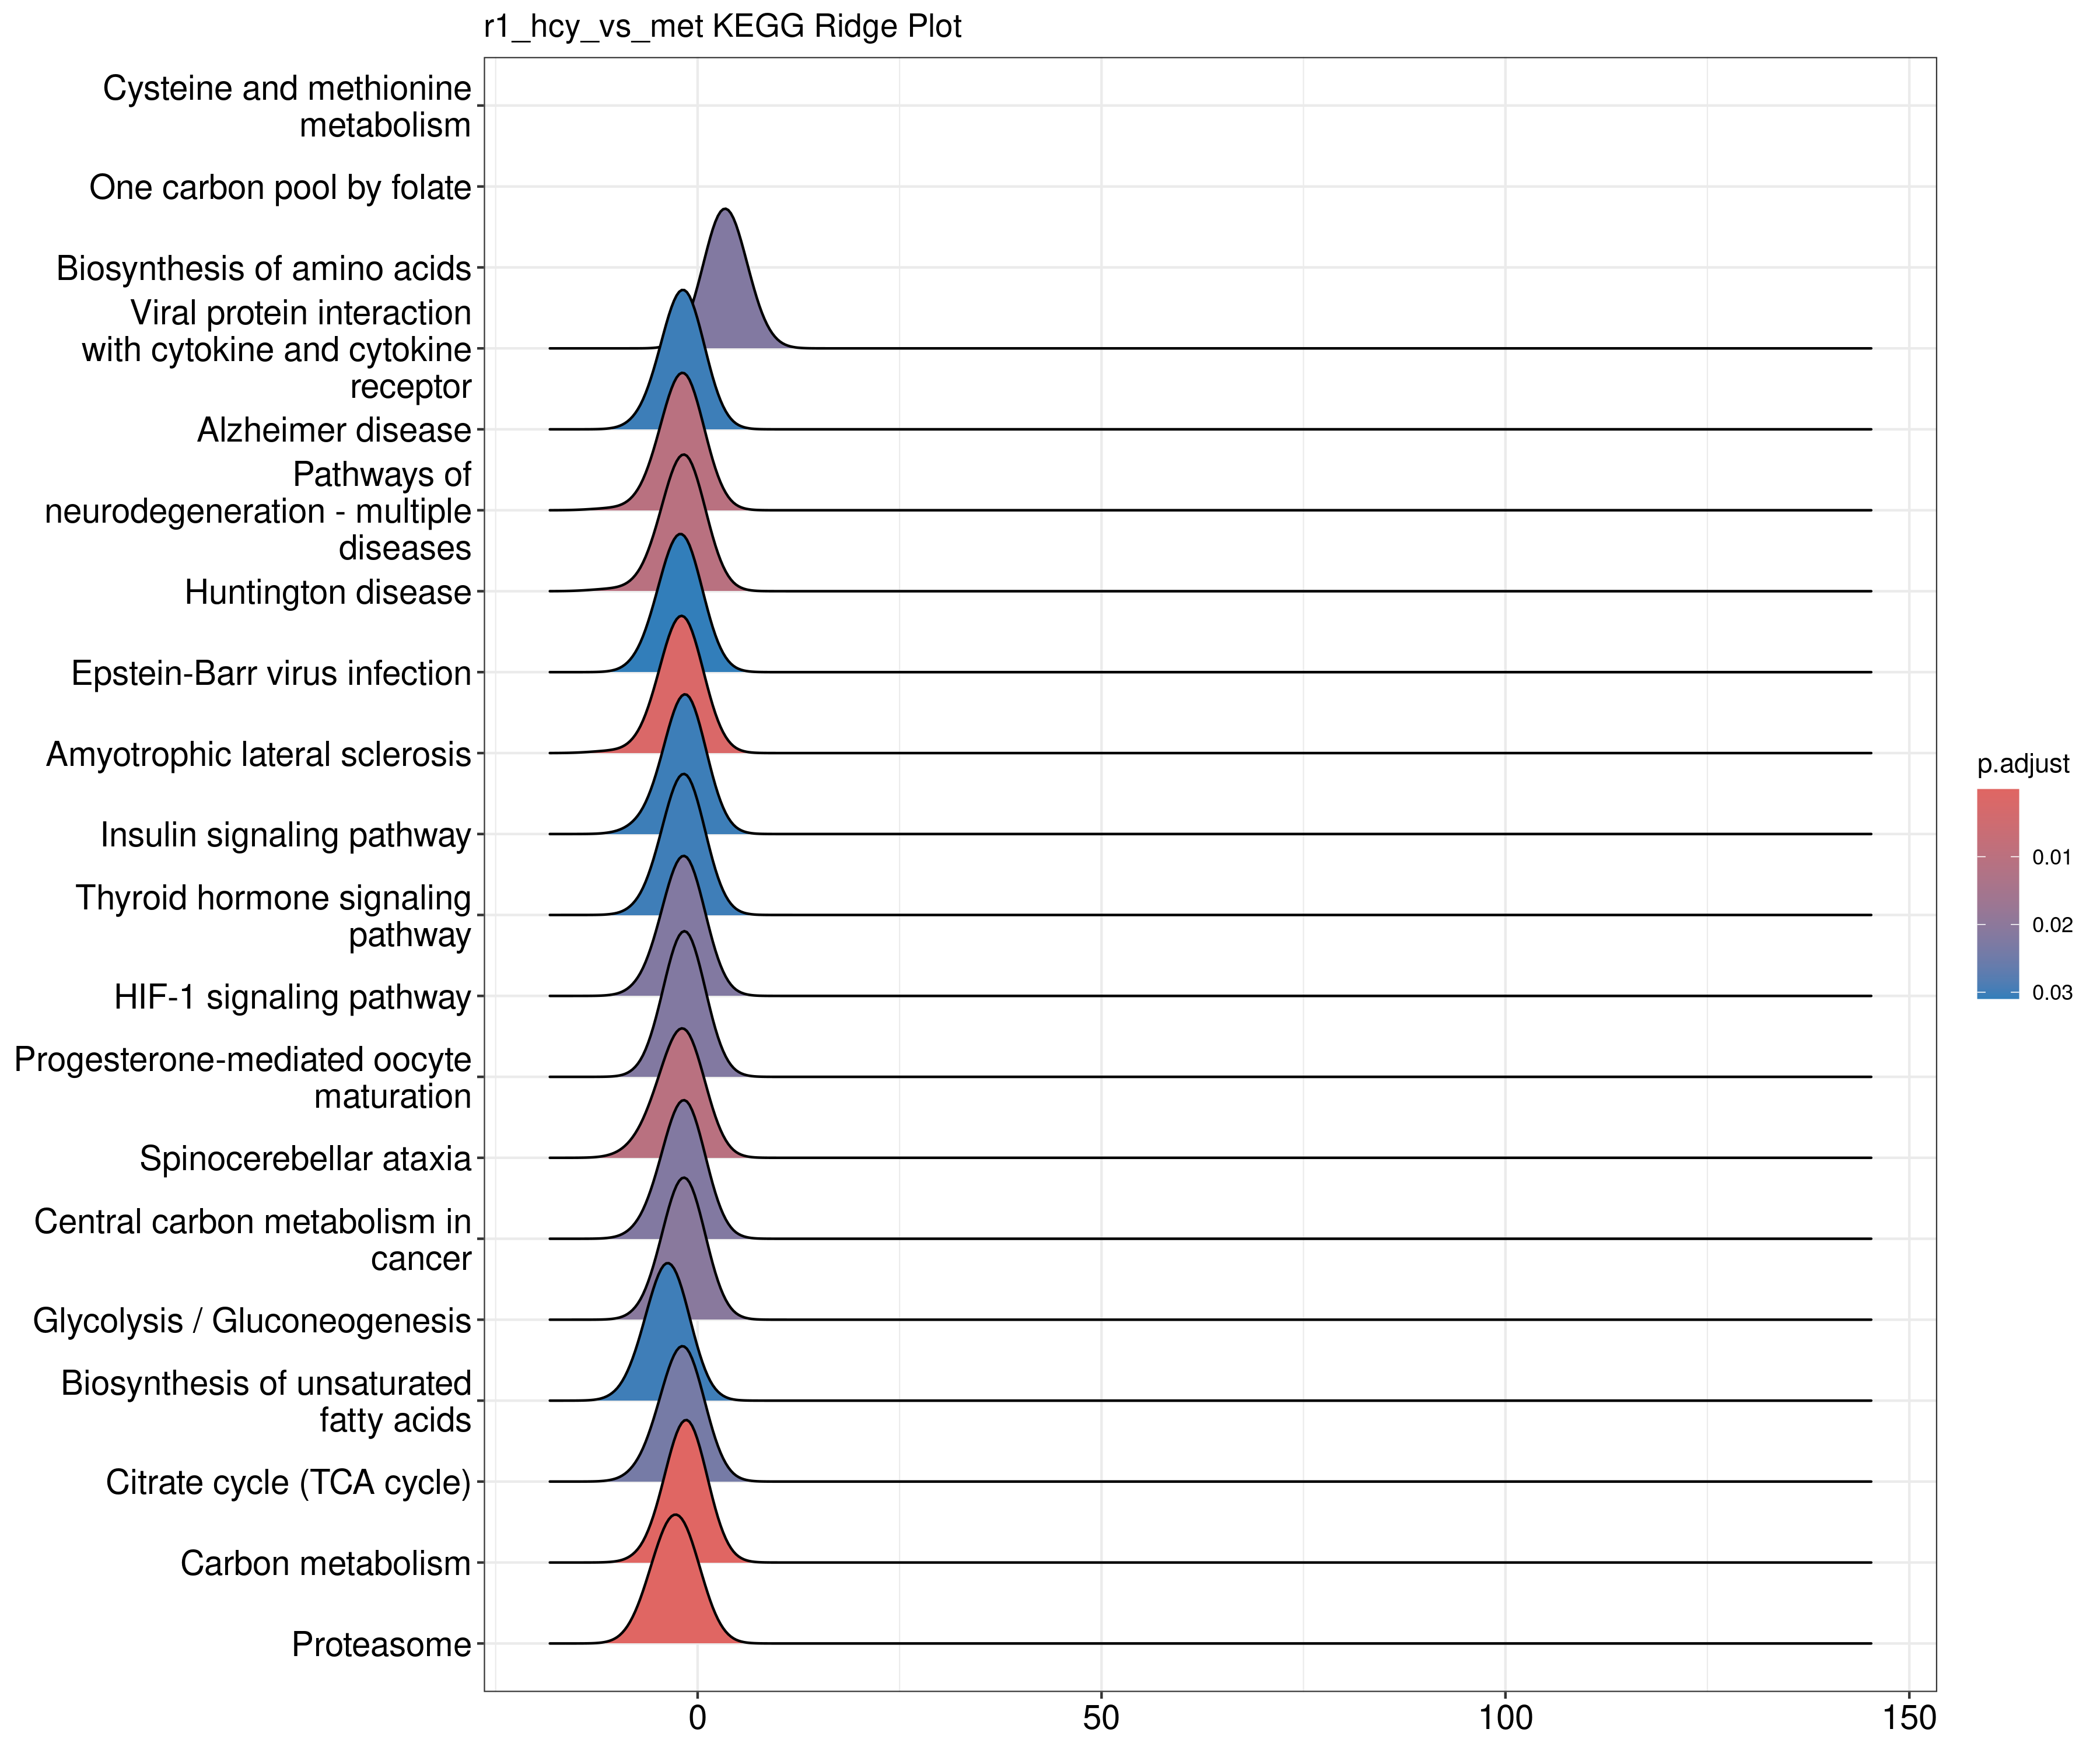 r1_hcy_vs_met KEGG Ridge Plot
Cysteine and methionine
metabolism
One carbon pool by folate
Biosynthesis of amino acids
Viral protein interaction
with cytokine and cytokine
receptor
Alzheimer disease
Pathways of
neurodegeneration - multiple
diseases
Huntington disease
Epstein-Barr virus infection
Amyotrophic lateral sclerosis
Insulin signaling pathway
Thyroid hormone signaling
pathway
HIF-1 signaling pathway
Progesterone-mediated oocyte
maturation
Spinocerebellar ataxia
Central carbon metabolism in
cancer
Glycolysis / Gluconeogenesis
Biosynthesis of unsaturated
fatty acids
Citrate cycle (TCA cycle)
Carbon metabolism
Proteasome
0 50 100 150
p.adjust
0.01
0.02
0.03